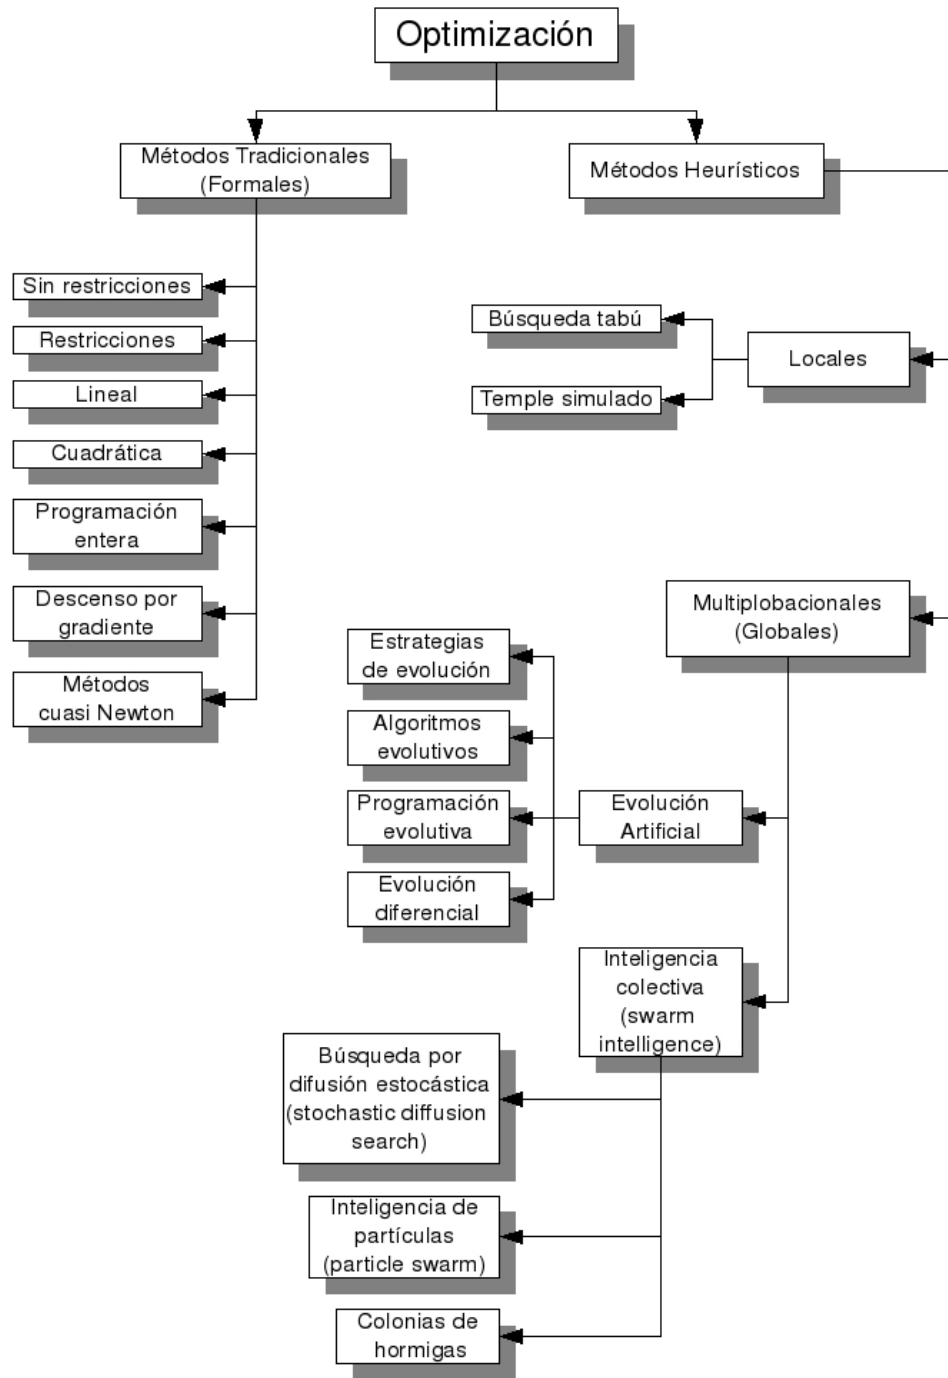 Optimización
Métodos Tradicionales
(Formales)
Métodos Heurísticos
Sin restricciones
Restricciones
Lineal
Cuadrática
Programación
entera
Descenso por
gradiente
Métodos
cuasi Newton
Búsqueda tabú
Temple simulado
Locales
Multiplobacionales
(Globales)
Estrategias
de evolución
Algoritmos
evolutivos
Programación
evolutiva
Evolución
diferencial
Evolución
Artificial
Inteligencia
colectiva
(swarm
intelligence)
Búsqueda por
difusión estocástica
(stochastic diffusion
search)
Inteligencia de
partículas
(particle swarm)
Colonias de
hormigas